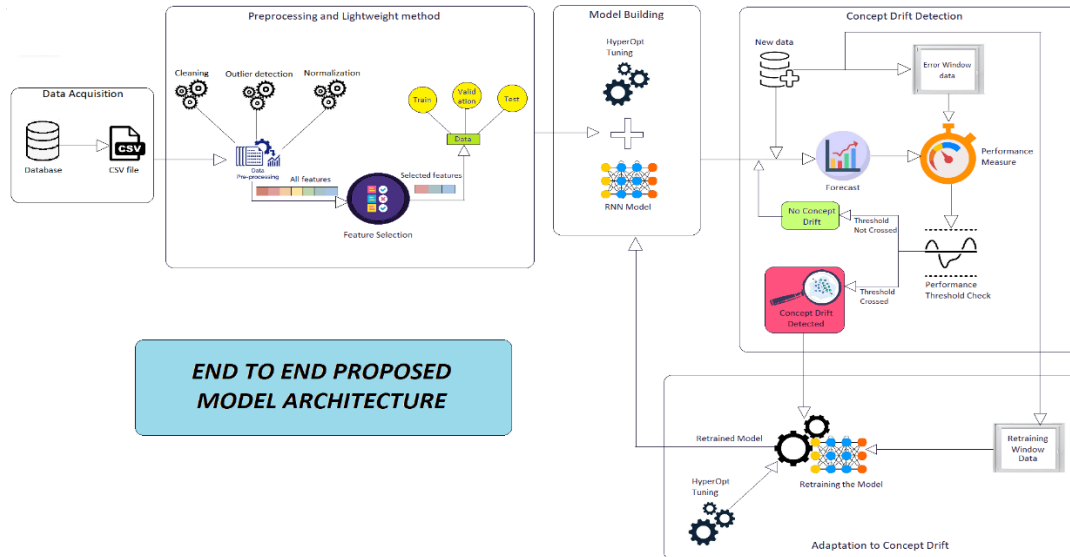 Preprocessing and Lightweight method
Model Building
Concept Drift Detection
Data Acquisition
Database
CSV
CSV file
Cleaning
Outlier detection
Normalization
Train
Valid
ation
Test
Data
Data
Pre-processing
All features
Selected features
Feature Selection
HyperOpt
Tuning
RNN Model
New data
Error Window
data
Forecast
Performance
Measure
No Concept
Drift
Threshold
Not Crossed
Threshold
Crossed
Performance
Threshold Check
Concept Drift
Detected
END TO END PROPOSED
MODEL ARCHITECTURE
Retrained Model
HyperOpt
Tuning
Retraining the Model
Retraining
Window
Data
Adaptation to Concept Drift